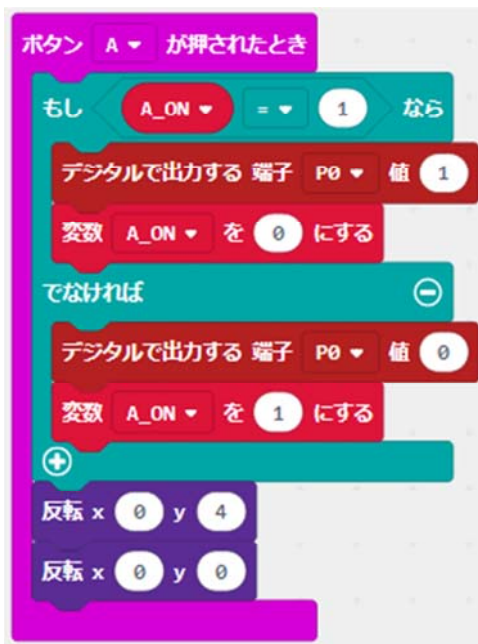 ボタン A が押されたとき
もし A_ON = 1 なら
デジタルで出力する 端子 P0 値 1
変数 A_ON を 0 にする
でなければ
デジタルで出力する 端子 P0 値 0
変数 A_ON を 1 にする
反転 x 0 y 4
反転 x 0 y 0